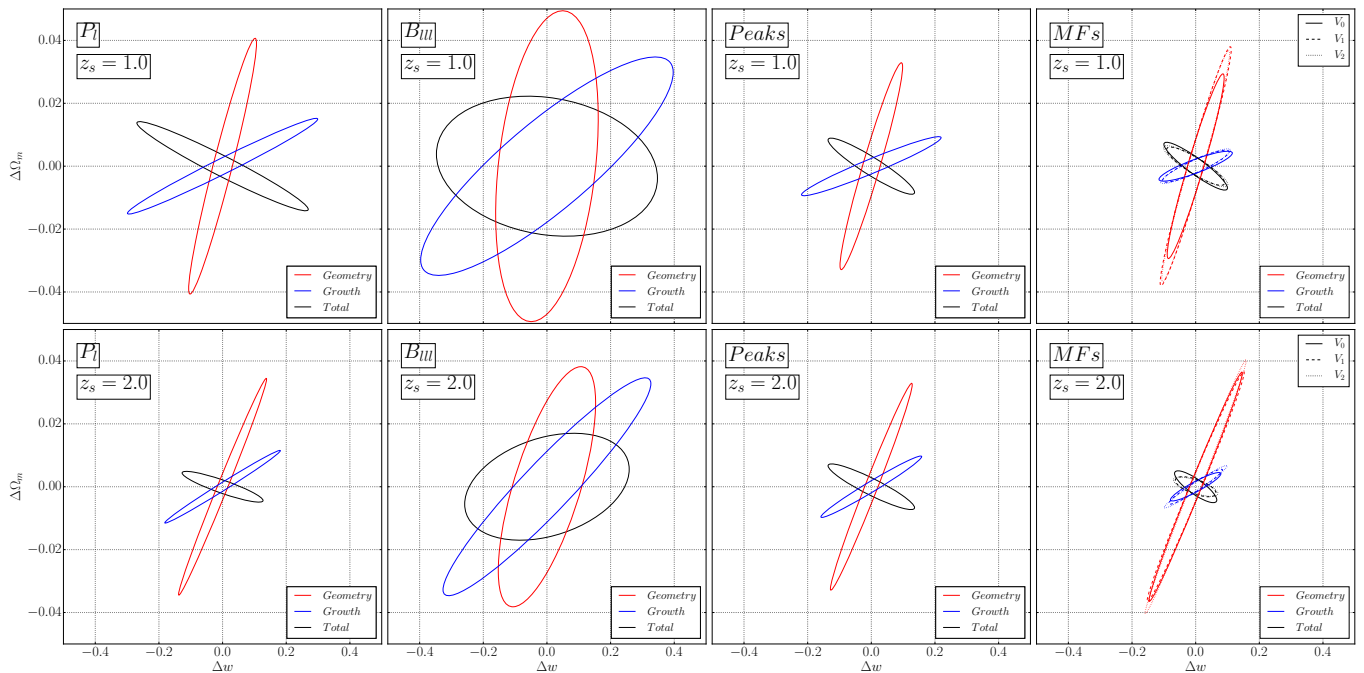 P_l
z_s = 1.0
B_{lll}
z_s = 1.0
Peaks
z_s = 1.0
MFs
z_s = 1.0
V_0
V_1
V_2
0.04
0.02
0.00
−0.02
−0.04
ΔΩ_m
Geometry
Growth
Total
Geometry
Growth
Total
Geometry
Growth
Total
Geometry
Growth
Total
P_l
z_s = 2.0
B_{lll}
z_s = 2.0
Peaks
z_s = 2.0
MFs
z_s = 2.0
V_0
V_1
V_2
0.04
0.02
0.00
−0.02
−0.04
ΔΩ_m
Geometry
Growth
Total
Geometry
Growth
Total
Geometry
Growth
Total
Geometry
Growth
Total
−0.4 −0.2 0.0 0.2 0.4
−0.4 −0.2 0.0 0.2 0.4
−0.4 −0.2 0.0 0.2 0.4
−0.4 −0.2 0.0 0.2 0.4
Δw
Δw
Δw
Δw